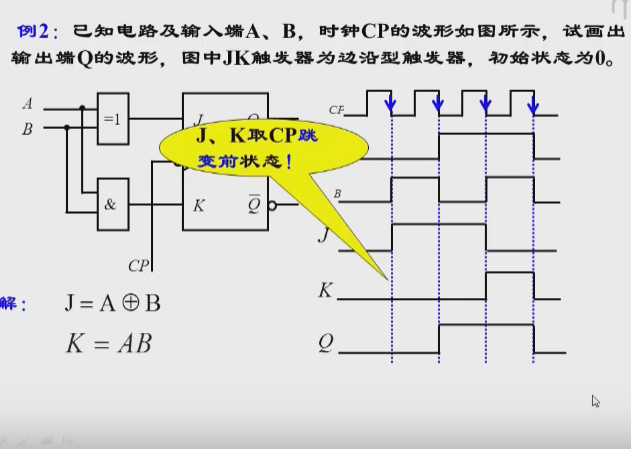 例2：已知电路及输入端A、B，时钟CP的波形如图所示，试画出
输出端Q的波形，图中JK触发器为边沿型触发器，初始状态为0。
A
B
=1
&
J
Q
K
Q̅
CP
J、K取CP跳
变前状态！
CP
B
J
K
Q
解：
J = A ⊕ B
K = AB